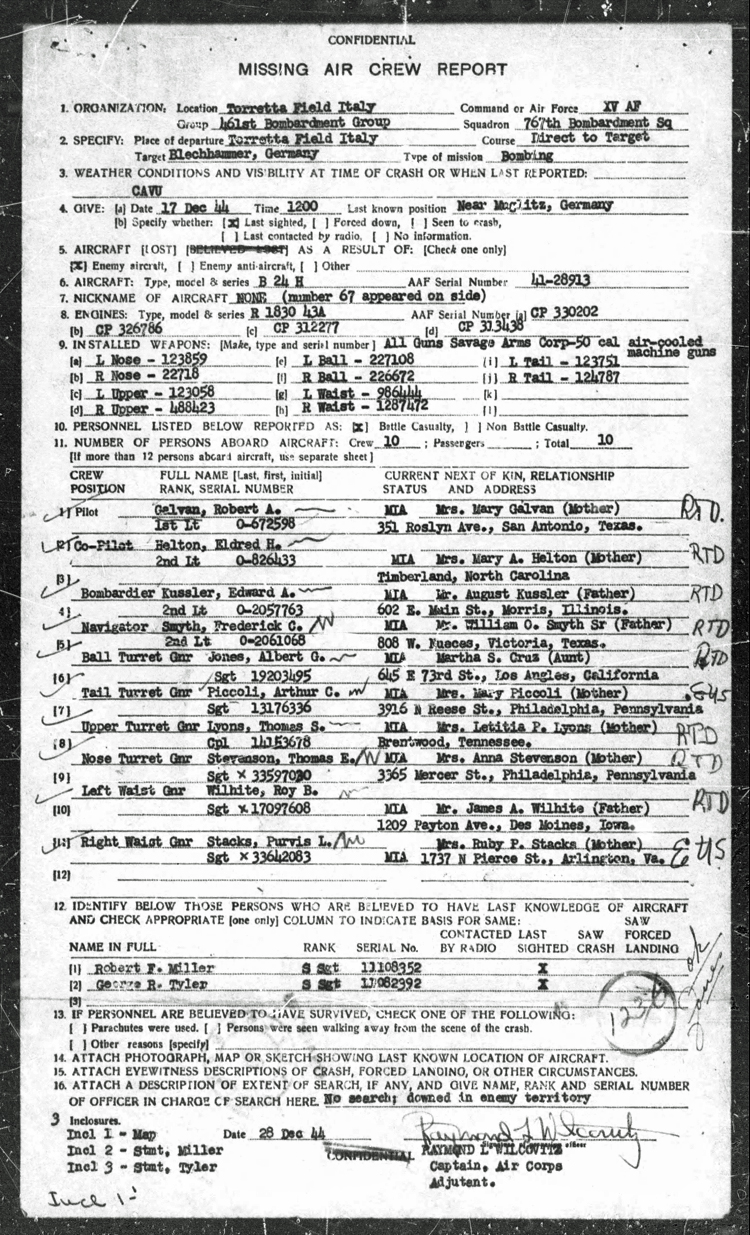 CONFIDENTIAL
MISSING AIR CREW REPORT
1. ORGANIZATION: Location Torretta Field Italy Command or Air Force XV AF
Group 461st Bombardment Group Squadron 767th Bombardment Sq
2. SPECIFY: Place of departure Torretta Field Italy Course Direct to Target
Target Blechhammer, Germany Type of mission Bombing
3. WEATHER CONDITIONS AND VISIBILITY AT TIME OF CRASH OR WHEN LAST REPORTED:
CAVU
4. GIVE: [a] Date 17 Dec 44 Time 1200 Last known position Near Muglitz, Germany
[b] Specify whether: [X] Last sighted, [ ] Forced down, [ ] Seen to crash,
[ ] Last contacted by radio, [ ] No information.
5. AIRCRAFT [LOST] [BELIEVED LOST] AS A RESULT OF: [Check one only]
[X] Enemy aircraft, [ ] Enemy anti-aircraft, [ ] Other
6. AIRCRAFT: Type, model & series B 24 H AAF Serial Number 41-28913
7. NICKNAME OF AIRCRAFT NONE (number 67 appeared on side)
8. ENGINES: Type, model & series R 1830 43A AAF Serial Number [a] CP 330202
[b] CP 326786 [c] CP 312277 [d] CP 313438
9. INSTALLED WEAPONS: [Make, type and serial number] All Guns Savage Arms Corp-50 cal air-cooled machine guns
[a] L Nose - 123859 [e] L Ball - 227108 [i] L Tail - 123751
[b] R Nose - 22718 [f] R Ball - 226672 [j] R Tail - 124787
[c] L Upper - 123058 [g] L Waist - 986444 [k]
[d] R Upper - 488423 [h] R Waist - 1287472 [l]
10. PERSONNEL LISTED BELOW REPORTED AS: [X] Battle Casualty, [ ] Non Battle Casualty.
11. NUMBER OF PERSONS ABOARD AIRCRAFT: Crew 10 ; Passengers ; Total 10
[If more than 12 persons aboard aircraft, use separate sheet]
CREW FULL NAME [Last, first, initial] CURRENT NEXT OF KIN, RELATIONSHIP
POSITION RANK, SERIAL NUMBER STATUS AND ADDRESS
[1] Pilot Galvan, Robert A. MIA Mrs. Mary Galvan (Mother) RTD.
1st Lt O-672598 351 Roslyn Ave., San Antonio, Texas.
[2] Co-Pilot Helton, Eldred H.
2nd Lt O-826433 MIA Mrs. Mary A. Helton (Mother) RTD
[3] Timberland, North Carolina
Bombardier Kussler, Edward A. MIA Mr. August Kussler (Father) RTD
[4] 2nd Lt O-2057763 602 E. Main St., Morris, Illinois.
Navigator Smyth, Frederick C. MIA Mr. William O. Smyth Sr (Father) RTD
[5] 2nd Lt O-2061068 808 W. Nueces, Victoria, Texas.
Ball Turret Gnr Jones, Albert G. MIA Martha S. Cruz (Aunt) RTD
[6] Sgt 19203495 645 E 73rd St., Los Angles, California
Tail Turret Gnr Piccoli, Arthur C. MIA Mrs. Mary Piccoli (Mother) EUS
[7] Sgt 13176336 3916 N Reese St., Philadelphia, Pennsylvania
Upper Turret Gnr Lyons, Thomas S. MIA Mrs. Letitia P. Lyons (Mother) RTD
[8] Cpl 14153678 Brentwood, Tennessee.
Nose Turret Gnr Stevenson, Thomas E. MIA Mrs. Anna Stevenson (Mother) RTD
[9] Sgt x 33597020 3365 Mercer St., Philadelphia, Pennsylvania
Left Waist Gnr Wilhite, Roy B.
[10] Sgt x 17097608 MIA Mr. James A. Wilhite (Father) RTD
1209 Payton Ave., Des Moines, Iowa.
[11] Right Waist Gnr Stacks, Purvis L. Mrs. Ruby P. Stacks (Mother) EUS
Sgt x 33642083 MIA 1737 N Pierce St., Arlington, Va.
[12]
12. IDENTIFY BELOW THOSE PERSONS WHO ARE BELIEVED TO HAVE LAST KNOWLEDGE OF AIRCRAFT
AND CHECK APPROPRIATE [one only] COLUMN TO INDICATE BASIS FOR SAME: SAW
CONTACTED LAST SAW FORCED
NAME IN FULL RANK SERIAL No. BY RADIO SIGHTED CRASH LANDING
[1] Robert F. Miller S Sgt 11108352 X
[2] George R. Tyler S Sgt 11082392 X
[3]
13. IF PERSONNEL ARE BELIEVED TO HAVE SURVIVED, CHECK ONE OF THE FOLLOWING:
[ ] Parachutes were used. [ ] Persons were seen walking away from the scene of the crash.
[ ] Other reasons [specify]
14. ATTACH PHOTOGRAPH, MAP OR SKETCH SHOWING LAST KNOWN LOCATION OF AIRCRAFT.
15. ATTACH EYEWITNESS DESCRIPTIONS OF CRASH, FORCED LANDING, OR OTHER CIRCUMSTANCES.
16. ATTACH A DESCRIPTION OF EXTENT OF SEARCH, IF ANY, AND GIVE NAME, RANK AND SERIAL NUMBER
OF OFFICER IN CHARGE OF SEARCH HERE. No search; downed in enemy territory
3 Inclosures.
Incl 1 - Map Date 28 Dec 44 Raymond L Wilcovitz
Incl 2 - Stmt, Miller CONFIDENTIAL RAYMOND L WILCOVITZ
Incl 3 - Stmt, Tyler Captain, Air Corps
Adjutant.
Incl 1-